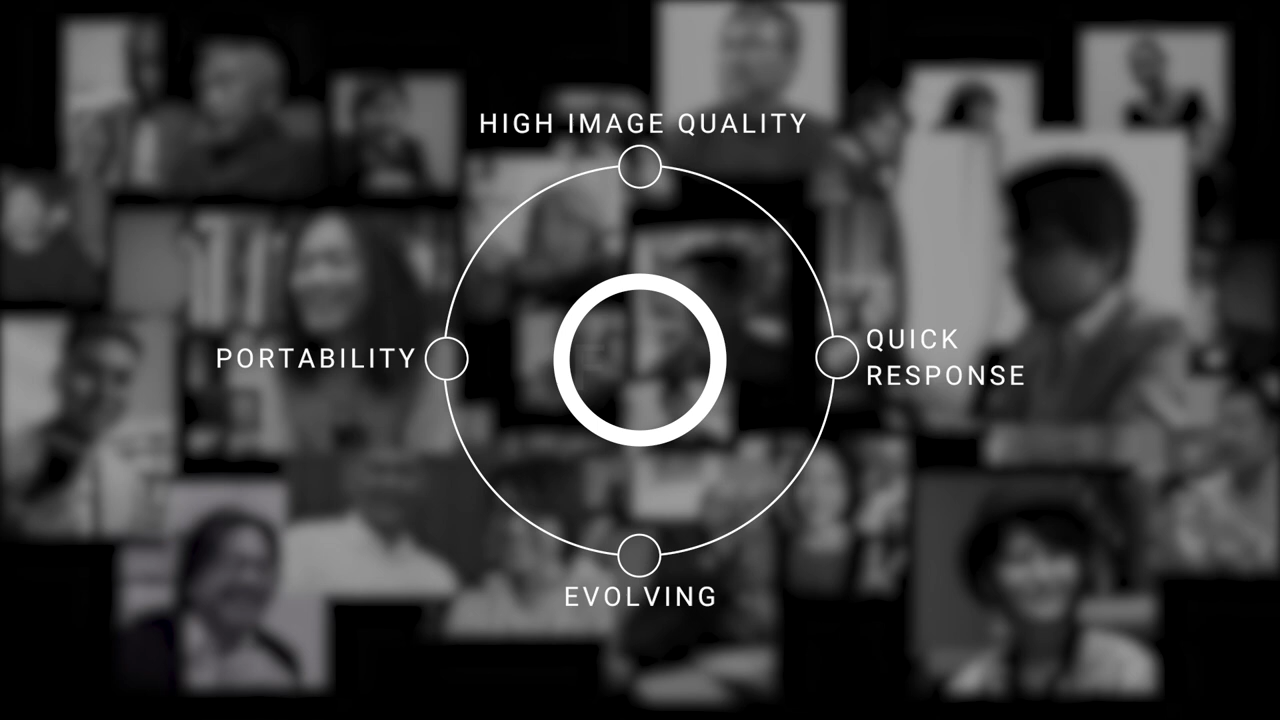 HIGH IMAGE QUALITY
PORTABILITY
QUICK
RESPONSE
EVOLVING